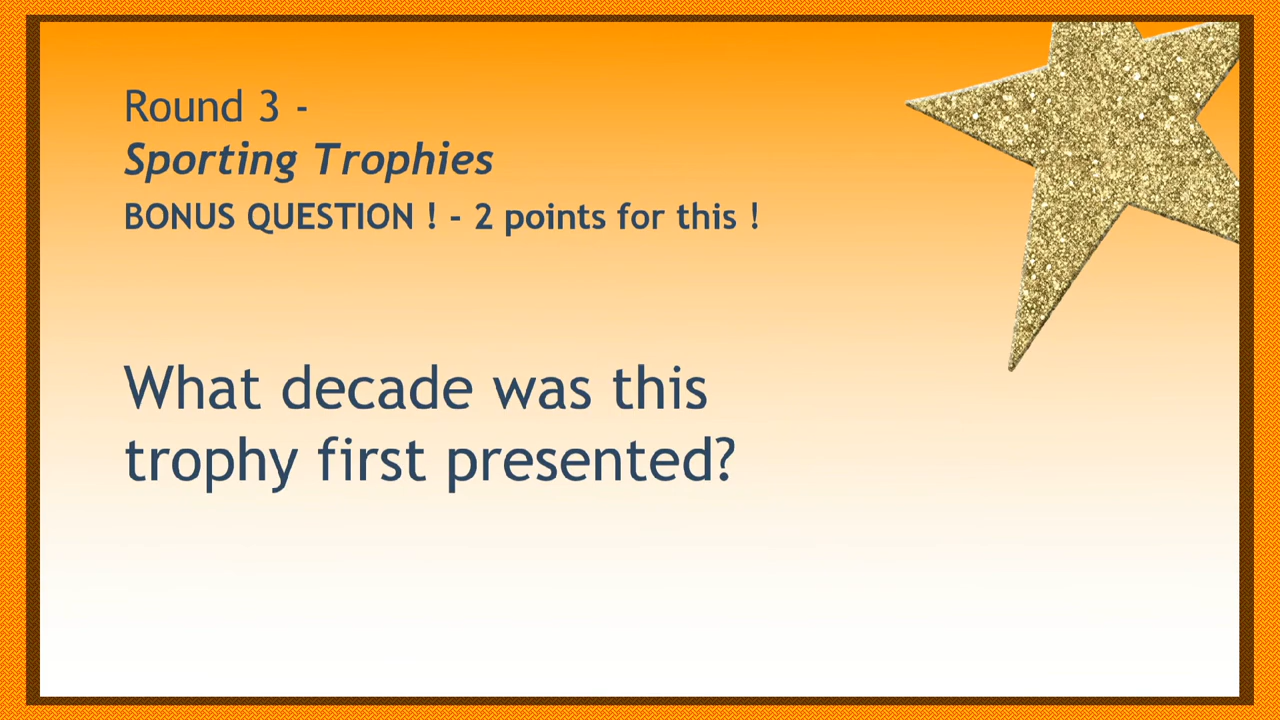 Round 3 -
Sporting Trophies
BONUS QUESTION ! - 2 points for this !
What decade was this
trophy first presented?